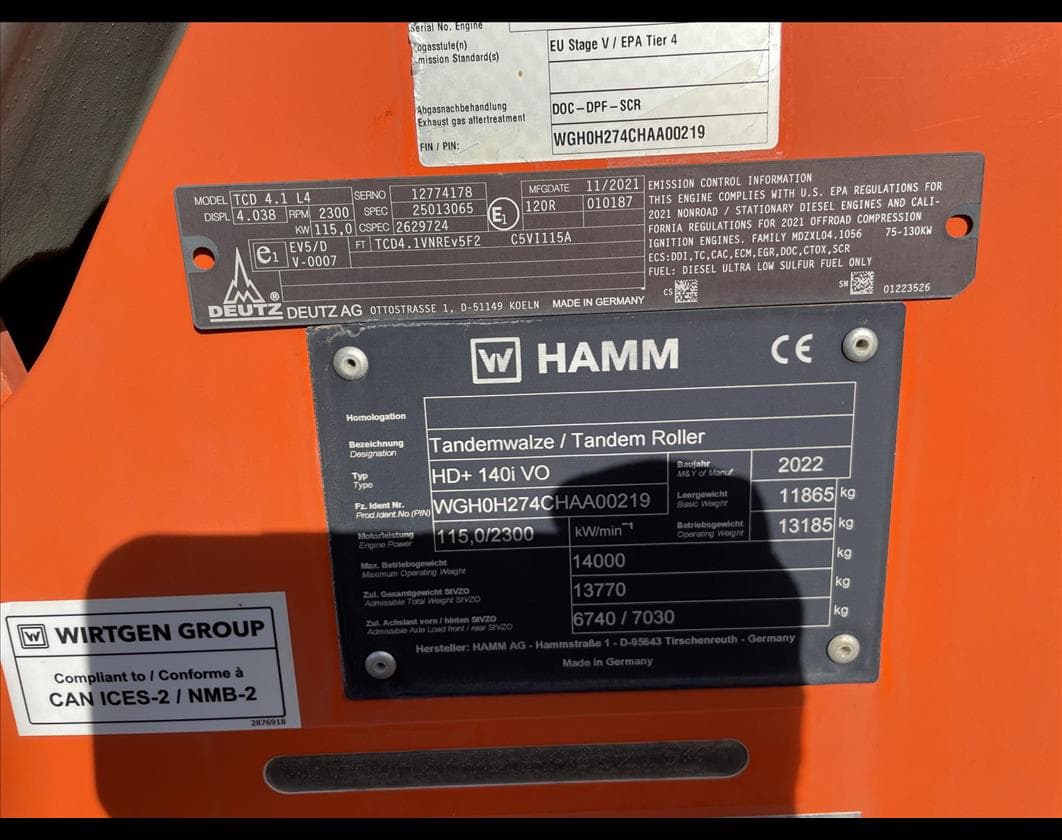 Serial No. Engine
ogasstufe(n)
mission Standard(s)
EU Stage V / EPA Tier 4
Abgasnachbehandlung
Exhaust gas aftertreatment
DOC-DPF-SCR
FIN / PIN:
WGH0H274CHAA00219
MODEL TCD 4.1 L4 SERNO 12774178 MFGDATE 11/2021
DISPL 4.038 RPM 2300 SPEC 25013065 E1 120R 010187
KW 115,0 CSPEC 2629724
e1 EV5/D FT TCD4.1VNREv5F2 C5VI115A
V-0007
EMISSION CONTROL INFORMATION
THIS ENGINE COMPLIES WITH U.S. EPA REGULATIONS FOR
2021 NONROAD / STATIONARY DIESEL ENGINES AND CALI-
FORNIA REGULATIONS FOR 2021 OFFROAD COMPRESSION
IGNITION ENGINES. FAMILY MDZXL04.1056 75-130KW
ECS:DDI,TC,CAC,ECM,EGR,DOC,CTOX,SCR
FUEL: DIESEL ULTRA LOW SULFUR FUEL ONLY
CS SN 01223526
DEUTZ® DEUTZ AG OTTOSTRASSE 1, D-51149 KOELN MADE IN GERMANY
W HAMM CE
Homologation
Bezeichnung
Designation
Tandemwalze / Tandem Roller
Typ
Type
HD+ 140i VO
Baujahr
M&Y of Manuf.
2022
Fz. Ident Nr.
Prod.Ident.No.(PIN)
WGH0H274CHAA00219
Leergewicht
Basic Weight
11865 kg
Motorleistung
Engine Power
115,0/2300 kW/min⁻¹
Betriebsgewicht
Operating Weight
13185 kg
Max. Betriebsgewicht
Maximum Operating Weight
14000 kg
Zul. Gesamtgewicht StVZO
Admissible Total Weight StVZO
13770 kg
Zul. Achslast vorn / hinten StVZO
Admissible Axle Load front / rear StVZO
6740 / 7030 kg
Hersteller: HAMM AG - Hammstraße 1 - D-95643 Tirschenreuth - Germany
Made in Germany
W WIRTGEN GROUP
Compliant to / Conforme à
CAN ICES-2 / NMB-2
2876918